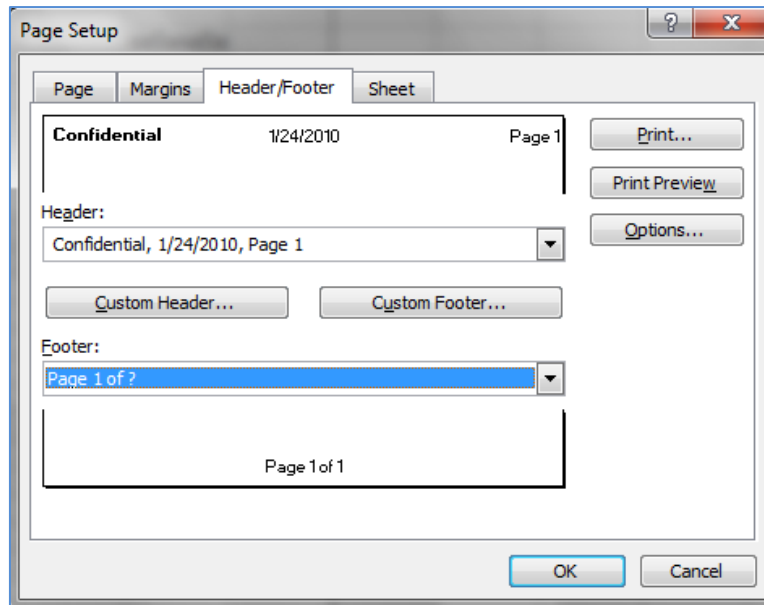 Page Setup
Page Margins Header/Footer Sheet
Confidential 1/24/2010 Page 1
Print...
Print Preview
Header:
Options...
Confidential, 1/24/2010, Page 1
Custom Header... Custom Footer...
Footer:
Page 1 of ?
Page 1 of 1
OK Cancel